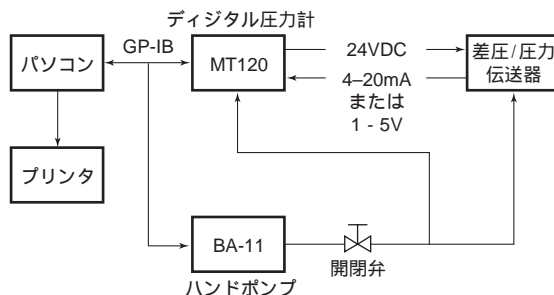 ディジタル圧力計
GP-IB
パソコン
MT120
24VDC
4–20mA
または
1 - 5V
差圧/圧力
伝送器
プリンタ
BA-11
開閉弁
ハンドポンプ